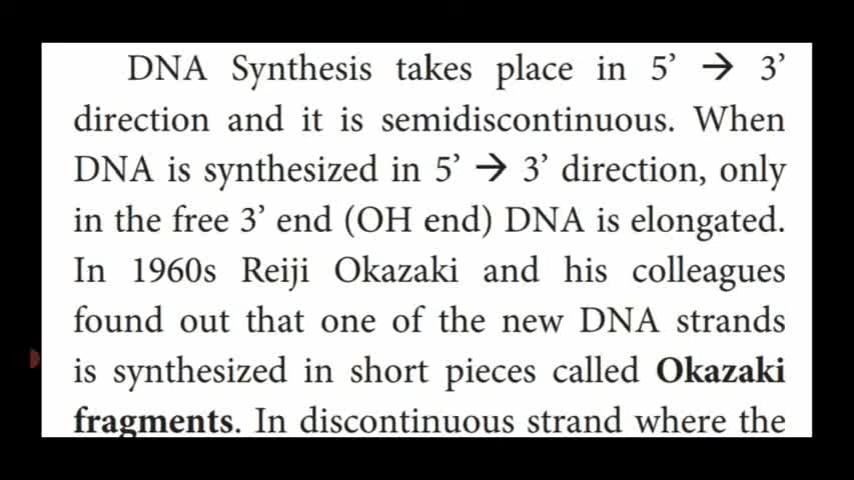 DNA Synthesis takes place in 5’ → 3’
direction and it is semidiscontinuous. When
DNA is synthesized in 5’ → 3’ direction, only
in the free 3’ end (OH end) DNA is elongated.
In 1960s Reiji Okazaki and his colleagues
found out that one of the new DNA strands
is synthesized in short pieces called Okazaki
fragments. In discontinuous strand where the